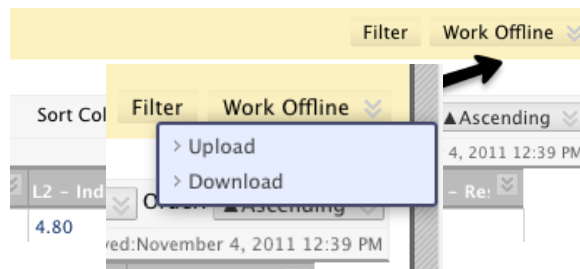 Filter Work Offline
Sort Col
Filter Work Offline
> Upload
> Download
▲Ascending
4, 2011 12:39 PM
L2 - Ind
- Re:
4.80
Order: ▲Ascending
ved:November 4, 2011 12:39 PM